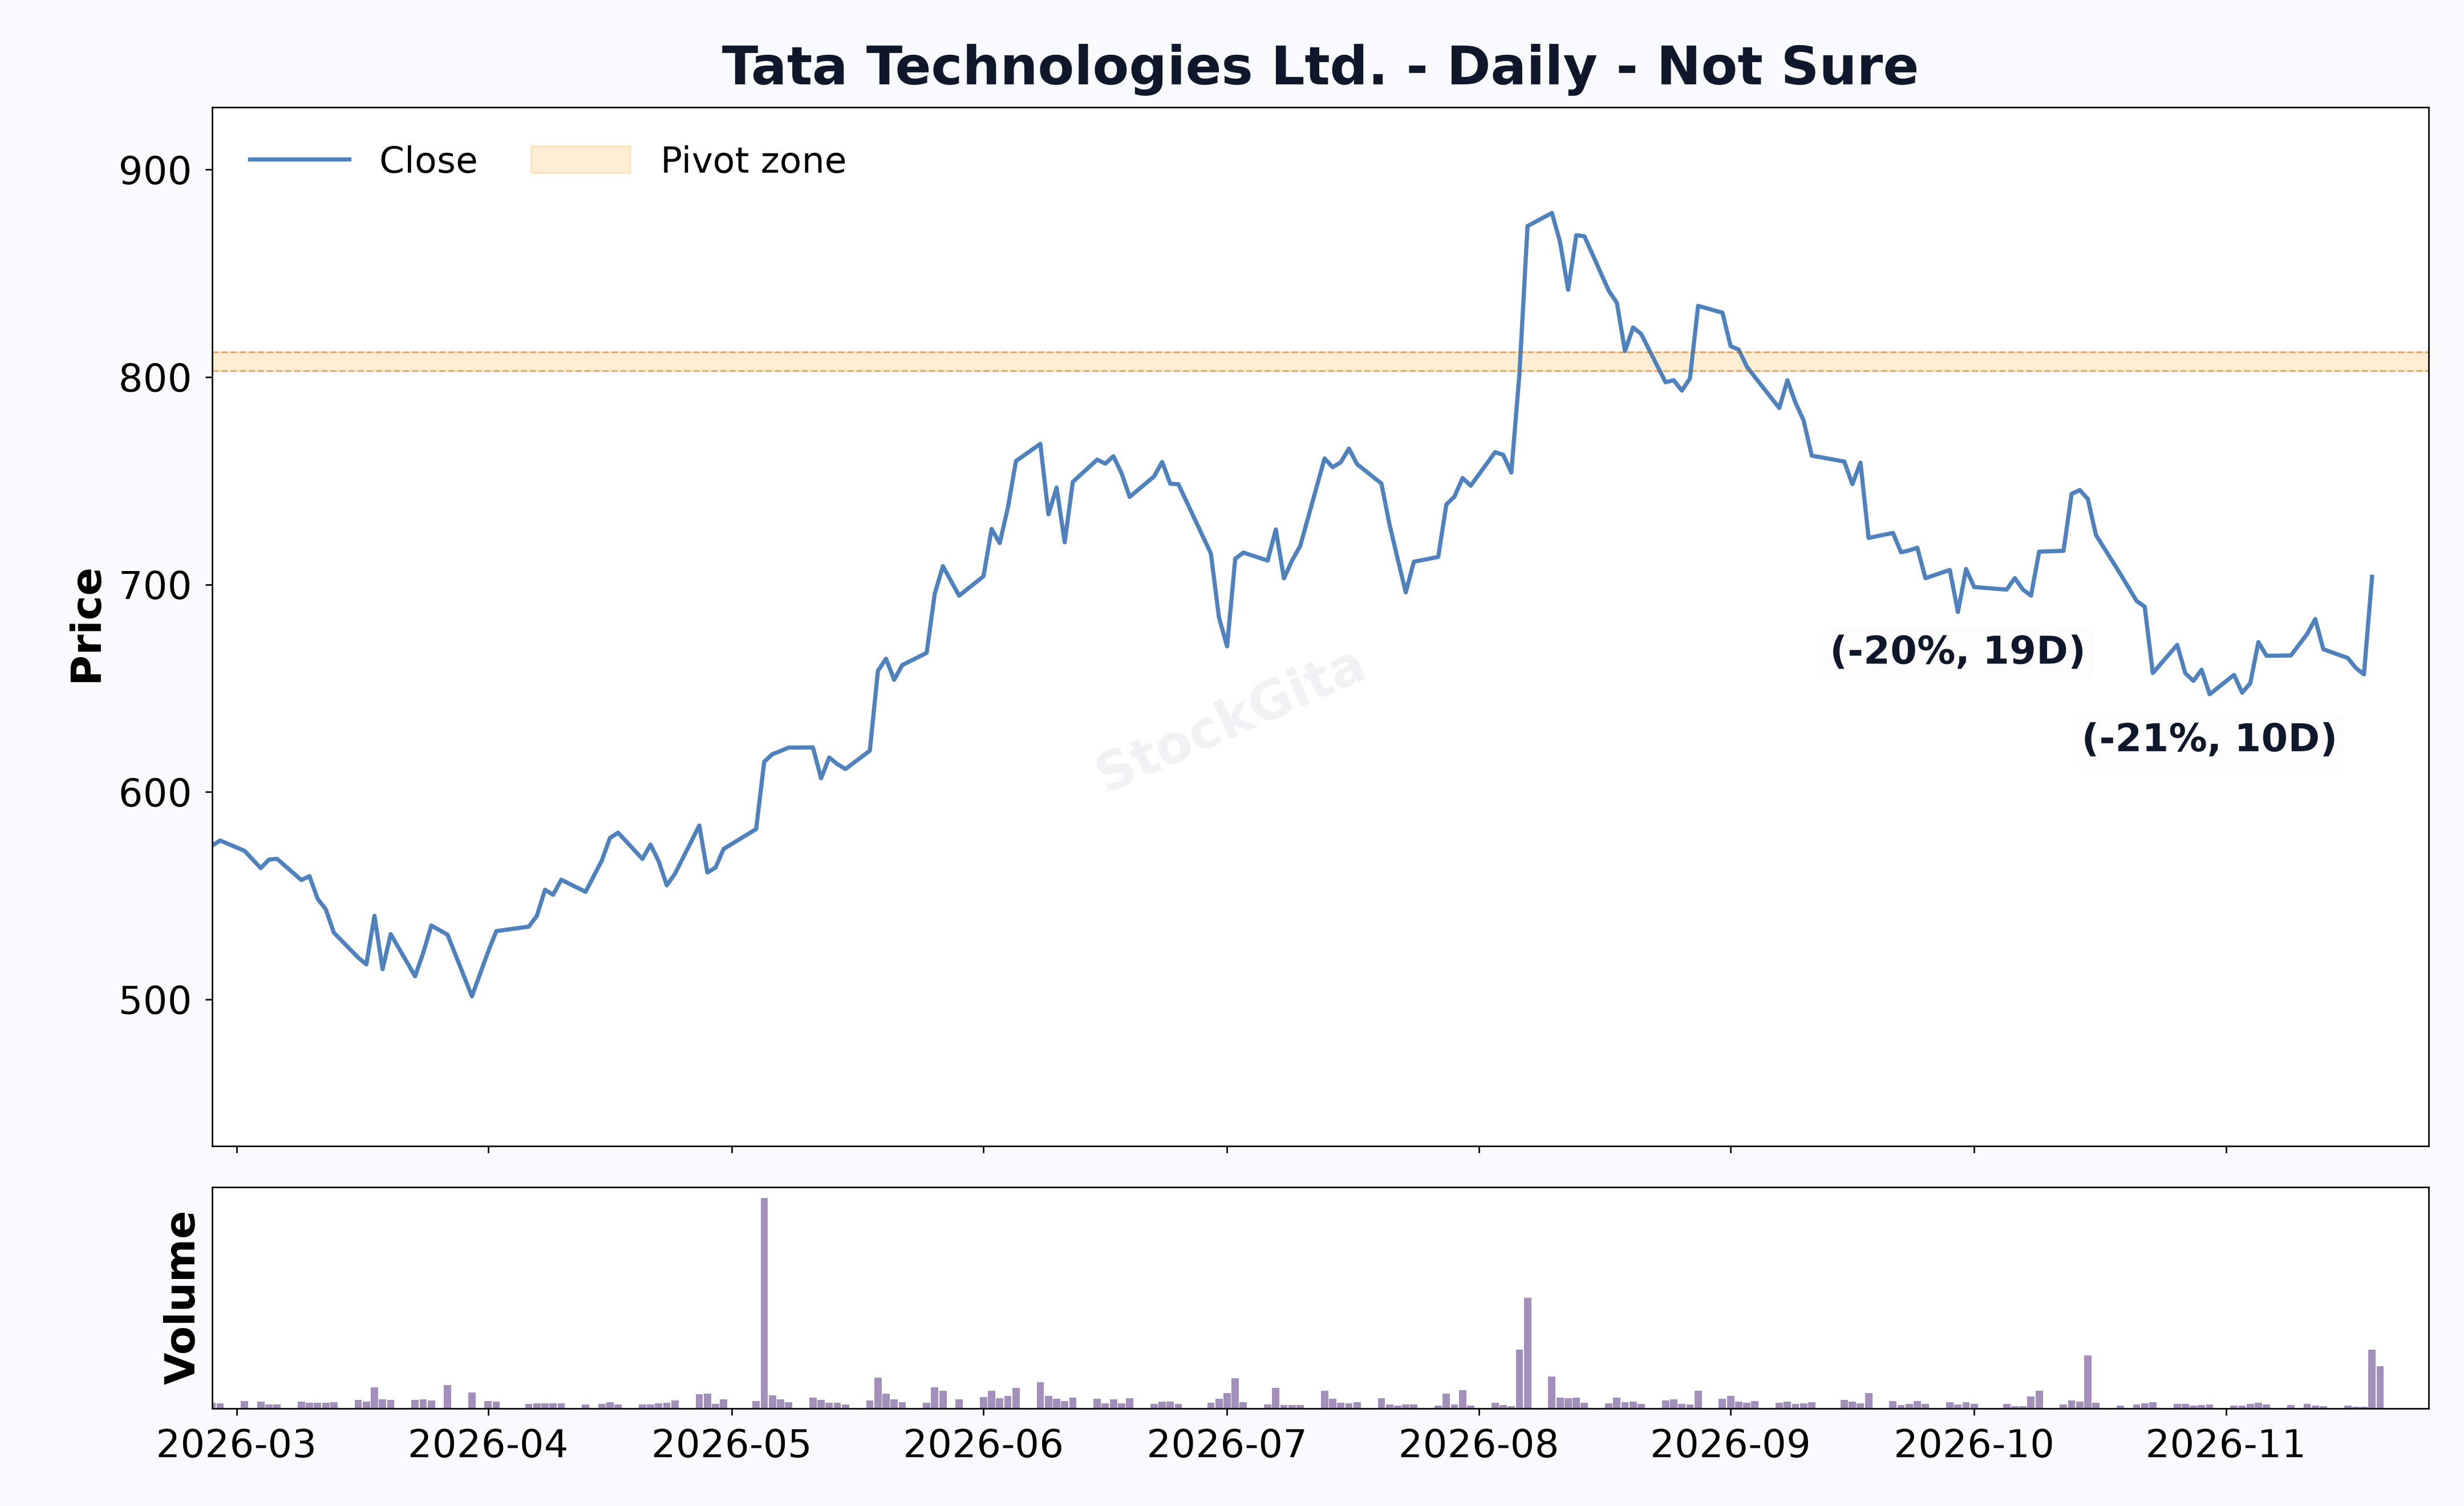 Tata Technologies Ltd. - Daily - Not Sure
Close
Pivot zone
900
800
700
600
500
Price
StockGita
(-20%, 19D)
(-21%, 10D)
Volume
2026-03
2026-04
2026-05
2026-06
2026-07
2026-08
2026-09
2026-10
2026-11